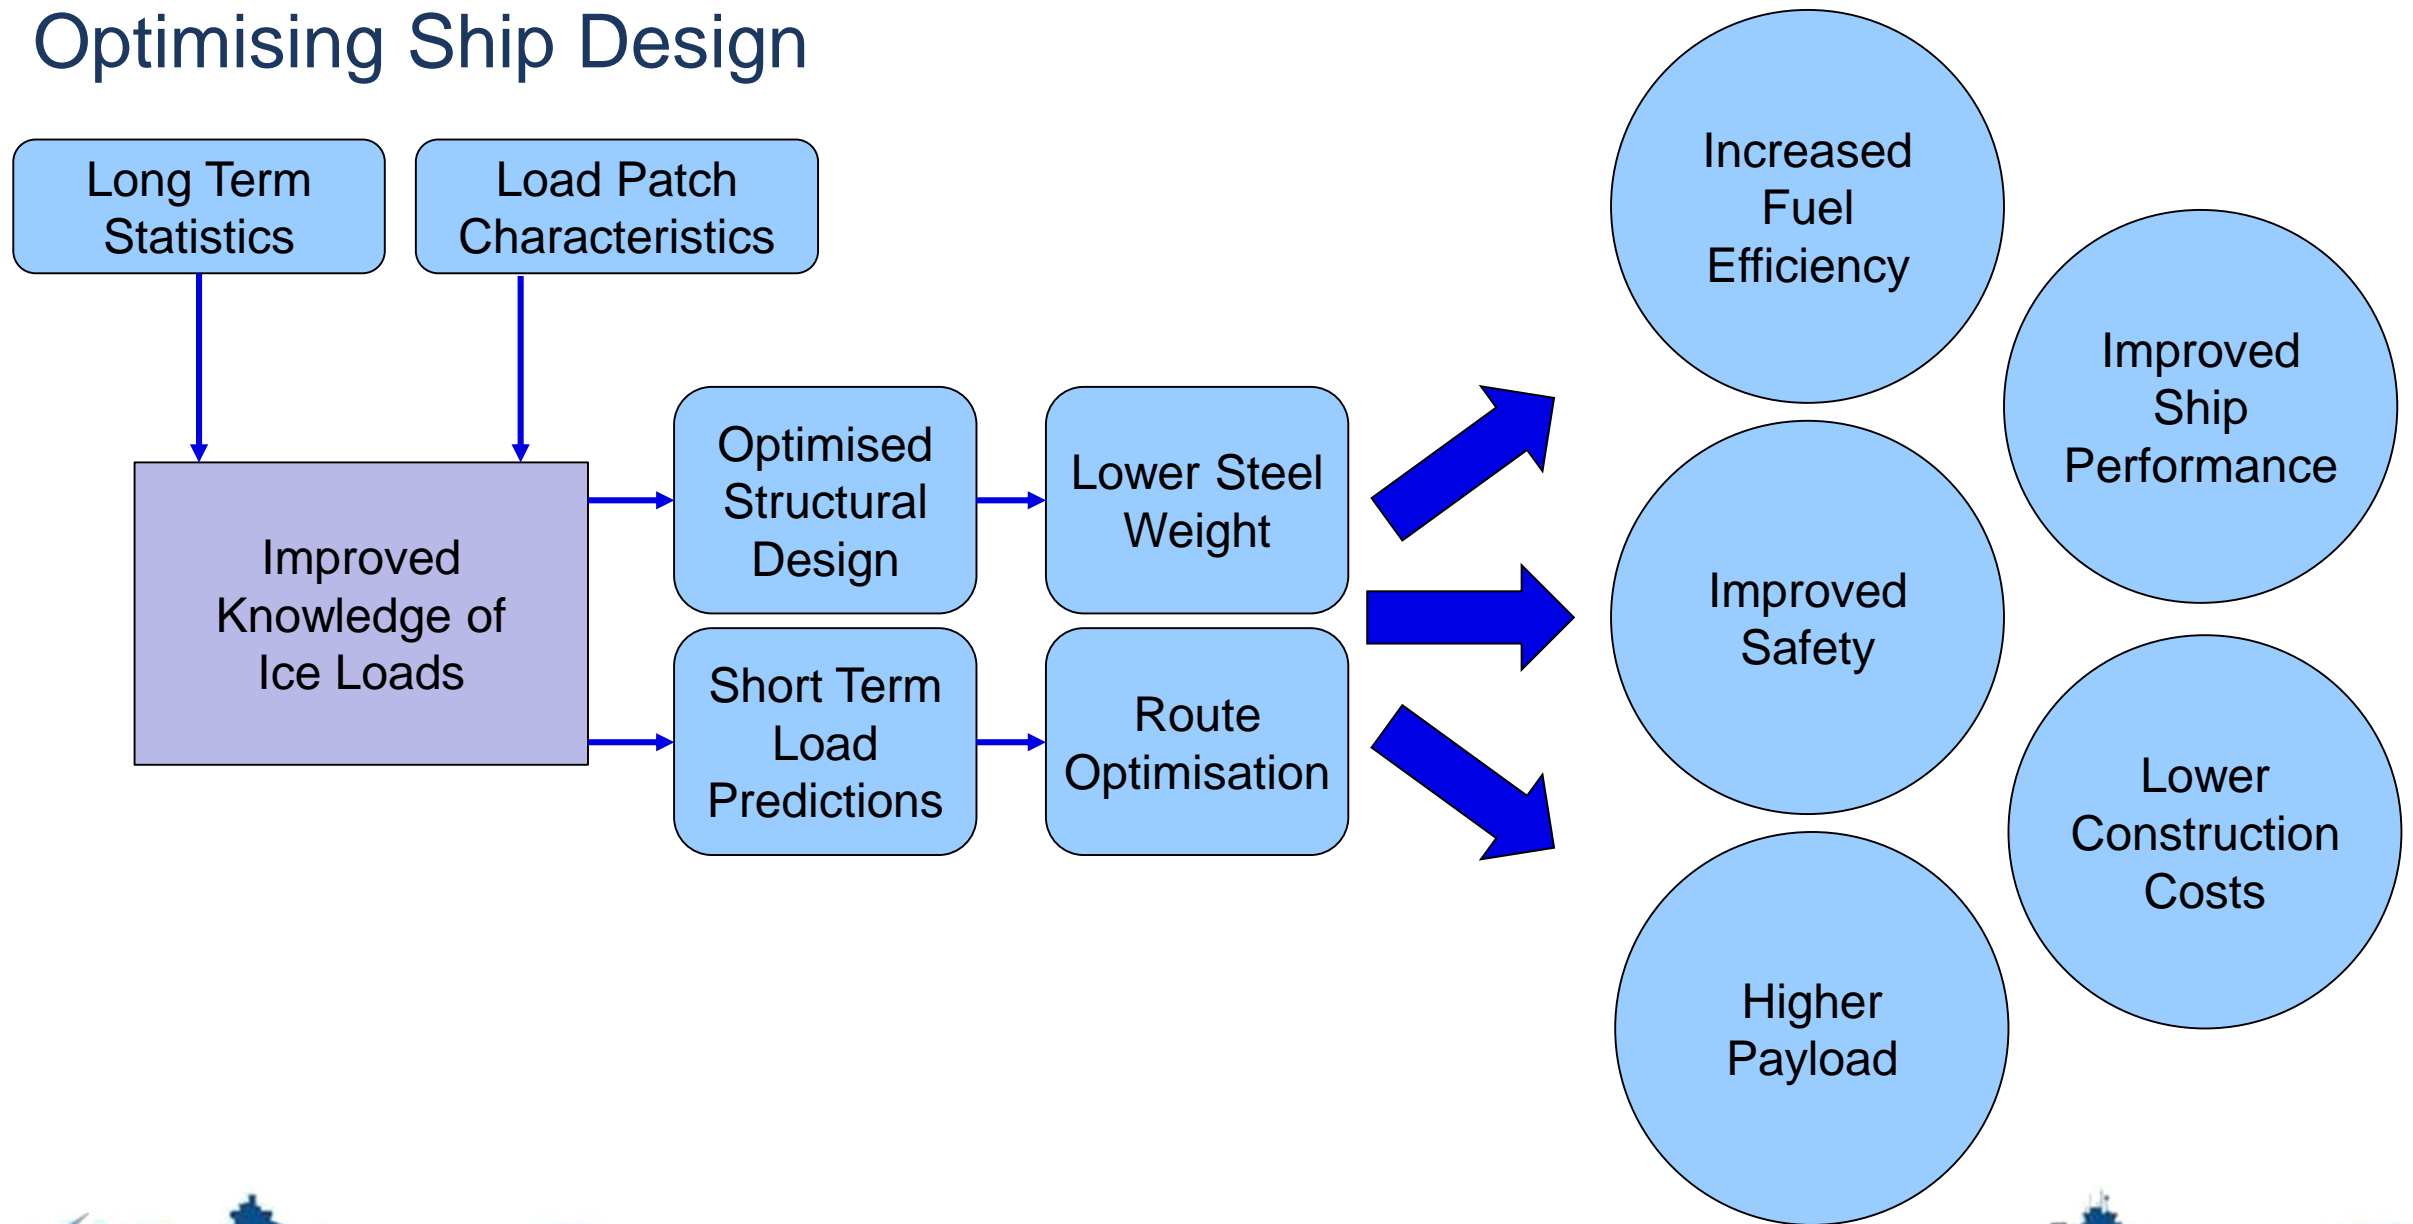 Optimising Ship Design
Long Term
Statistics
Load Patch
Characteristics
Improved
Knowledge of
Ice Loads
Optimised
Structural
Design
Lower Steel
Weight
Short Term
Load
Predictions
Route
Optimisation
Increased
Fuel
Efficiency
Improved
Ship
Performance
Improved
Safety
Lower
Construction
Costs
Higher
Payload